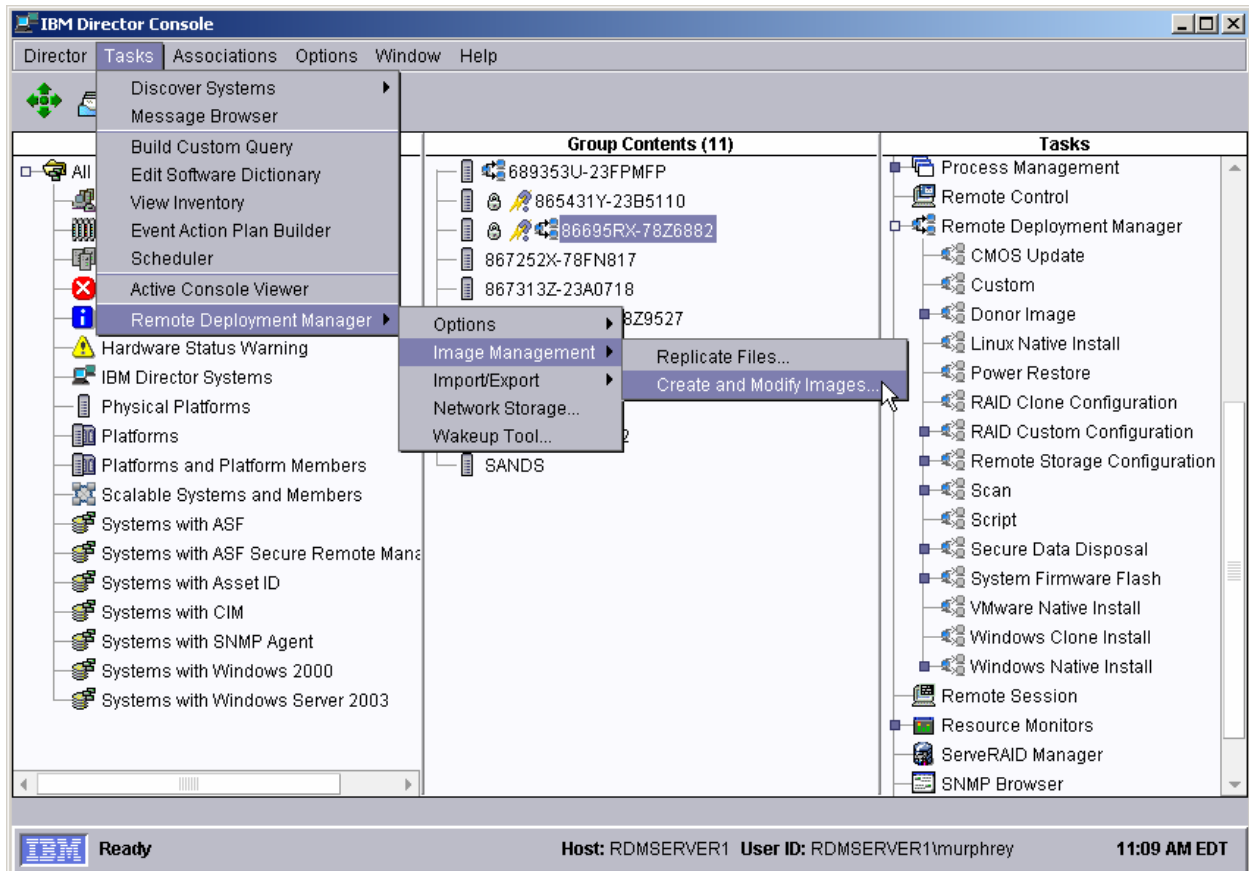 IBM Director Console
Director Tasks Associations Options Window Help
Discover Systems
Message Browser
Build Custom Query
Edit Software Dictionary
View Inventory
Event Action Plan Builder
Scheduler
Active Console Viewer
Remote Deployment Manager
Options
Image Management
Import/Export
Network Storage...
Wakeup Tool...
Replicate Files...
Create and Modify Images...
All
Hardware Status Warning
IBM Director Systems
Physical Platforms
Platforms
Platforms and Platform Members
Scalable Systems and Members
Systems with ASF
Systems with ASF Secure Remote Mana
Systems with Asset ID
Systems with CIM
Systems with SNMP Agent
Systems with Windows 2000
Systems with Windows Server 2003
Group Contents (11)
689353U-23FPMFP
865431Y-23B5110
86695RX-78Z6882
867252X-78FN817
867313Z-23A0718
8Z9527
2
SANDS
Tasks
Process Management
Remote Control
Remote Deployment Manager
CMOS Update
Custom
Donor Image
Linux Native Install
Power Restore
RAID Clone Configuration
RAID Custom Configuration
Remote Storage Configuration
Scan
Script
Secure Data Disposal
System Firmware Flash
VMware Native Install
Windows Clone Install
Windows Native Install
Remote Session
Resource Monitors
ServeRAID Manager
SNMP Browser
IBM Ready Host: RDMSERVER1 User ID: RDMSERVER1\murphrey 11:09 AM EDT